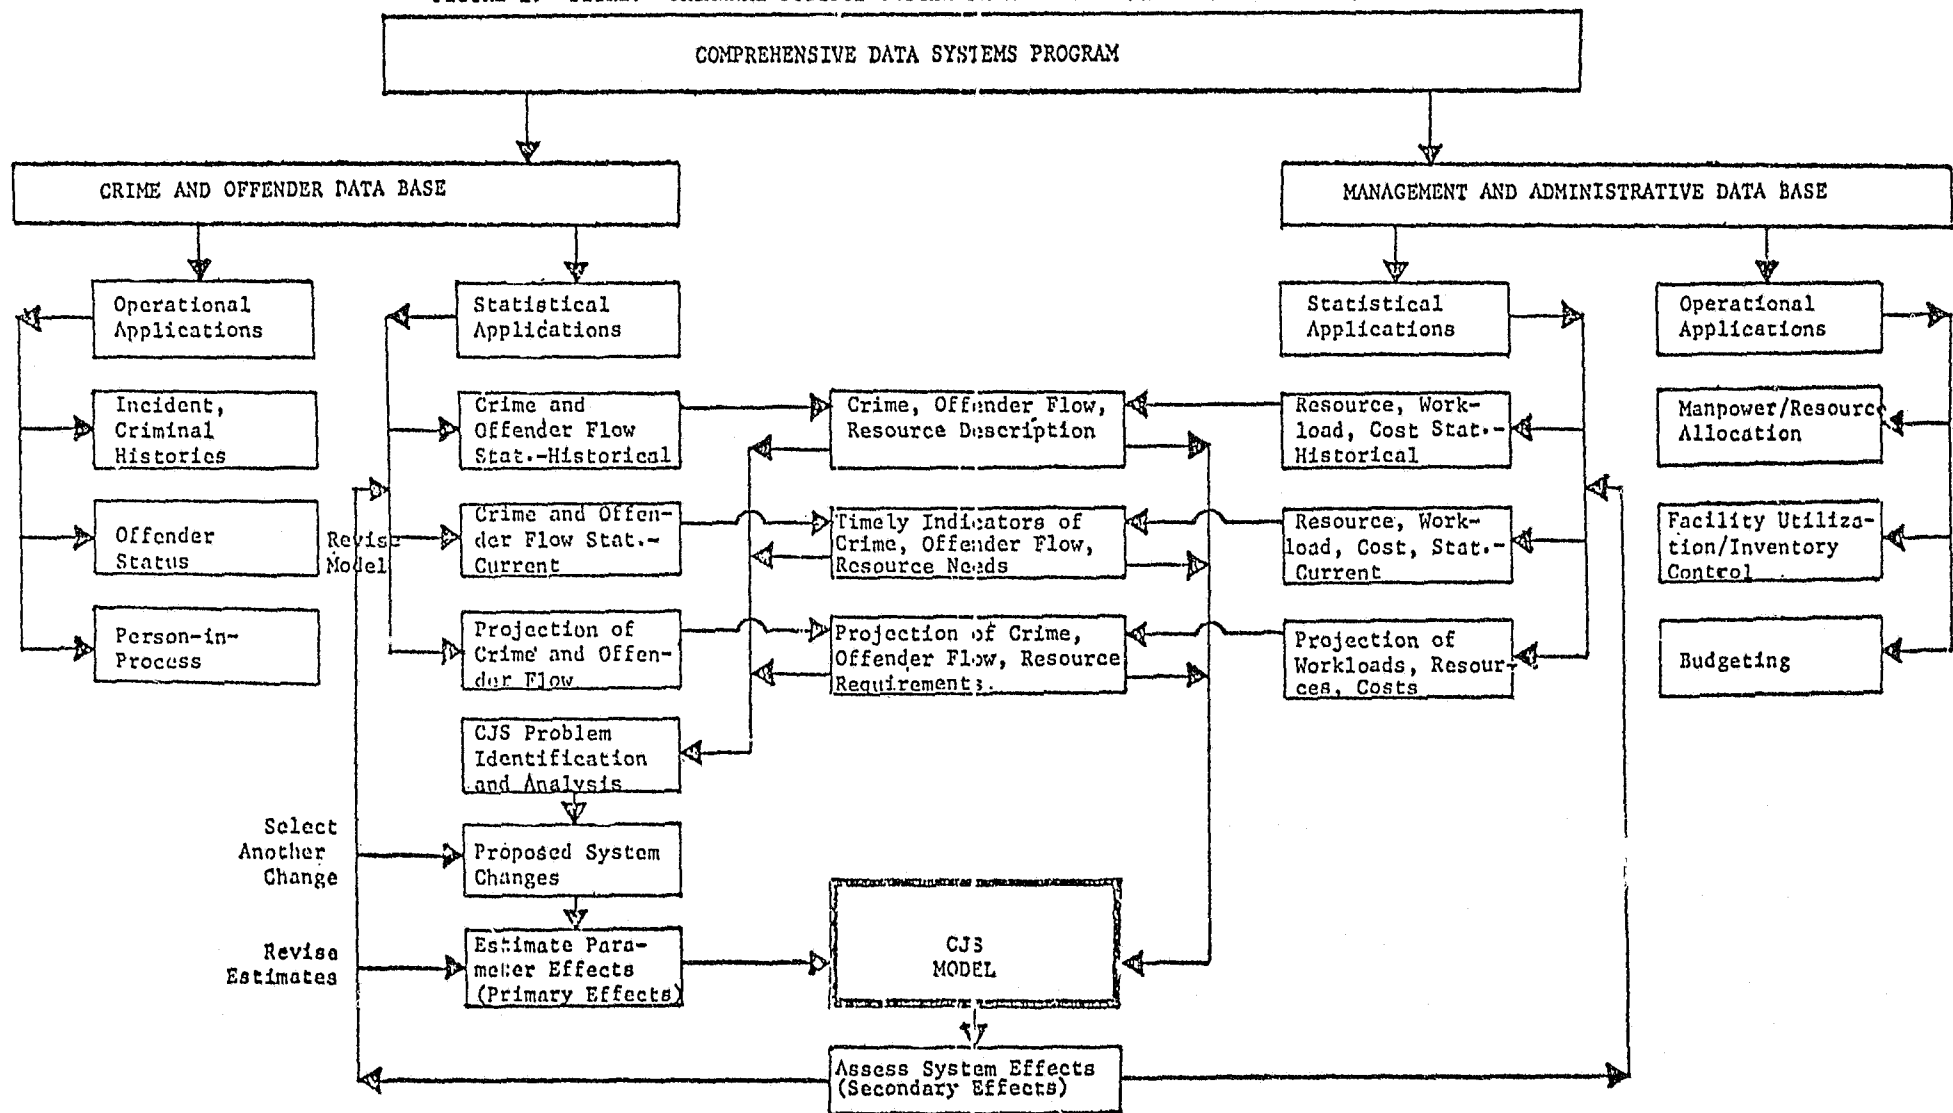 COMPREHENSIVE DATA SYSTEMS PROGRAM
CRIME AND OFFENDER DATA BASE
MANAGEMENT AND ADMINISTRATIVE DATA BASE
Operational
Applications
Statistical
Applications
Statistical
Applications
Operational
Applications
Incident,
Criminal
Histories
Crime and
Offender Flow
Stat.-Historical
Crime, Offender Flow,
Resource Description
Resource, Work-
load, Cost Stat.-
Historical
Manpower/Resource
Allocation
Offender
Status
Revise
Model
Crime and Offen-
der Flow Stat.-
Current
Timely Indicators of
Crime, Offender Flow,
Resource Needs
Resource, Work-
load, Cost, Stat.-
Current
Facility Utiliza-
tion/Inventory
Control
Person-in-
Process
Projection of
Crime and Offen-
der Flow
Projection of Crime,
Offender Flow, Resource
Requirements.
Projection of
Workloads, Resour-
ces, Costs
Budgeting
CJS Problem
Identification
and Analysis
Select
Another
Change
Proposed System
Changes
Revise
Estimates
Estimate Para-
meter Effects
(Primary Effects)
CJS
MODEL
Assess System Effects
(Secondary Effects)